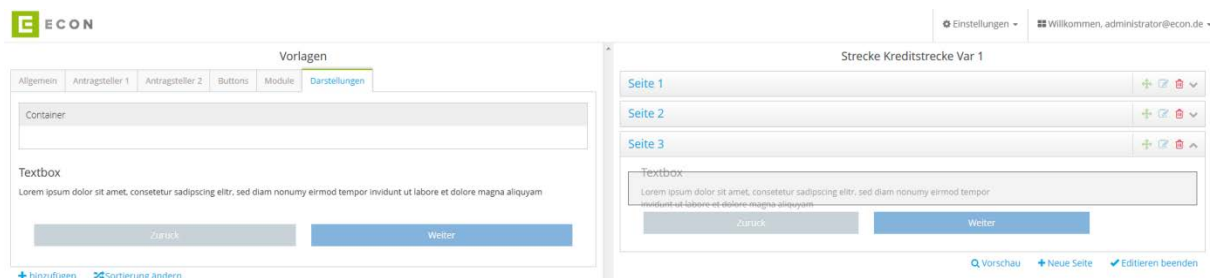 ECON
Einstellungen
Willkommen, administrator@econ.de
Vorlagen
Allgemein
Antragsteller 1
Antragsteller 2
Buttons
Module
Darstellungen
Container
Textbox
Lorem ipsum dolor sit amet, consetetur sadipscing elitr, sed diam nonumy eirmod tempor invidunt ut labore et dolore magna aliquyam
Zurück
Weiter
hinzufügen
Sortierung ändern
Strecke Kreditstrecke Var 1
Seite 1
Seite 2
Seite 3
Textbox
Lorem ipsum dolor sit amet, consetetur sadipscing elitr, sed diam nonumy eirmod tempor
invidunt ut labore et dolore magna aliquyam
Zurück
Weiter
Vorschau
Neue Seite
Editieren beenden